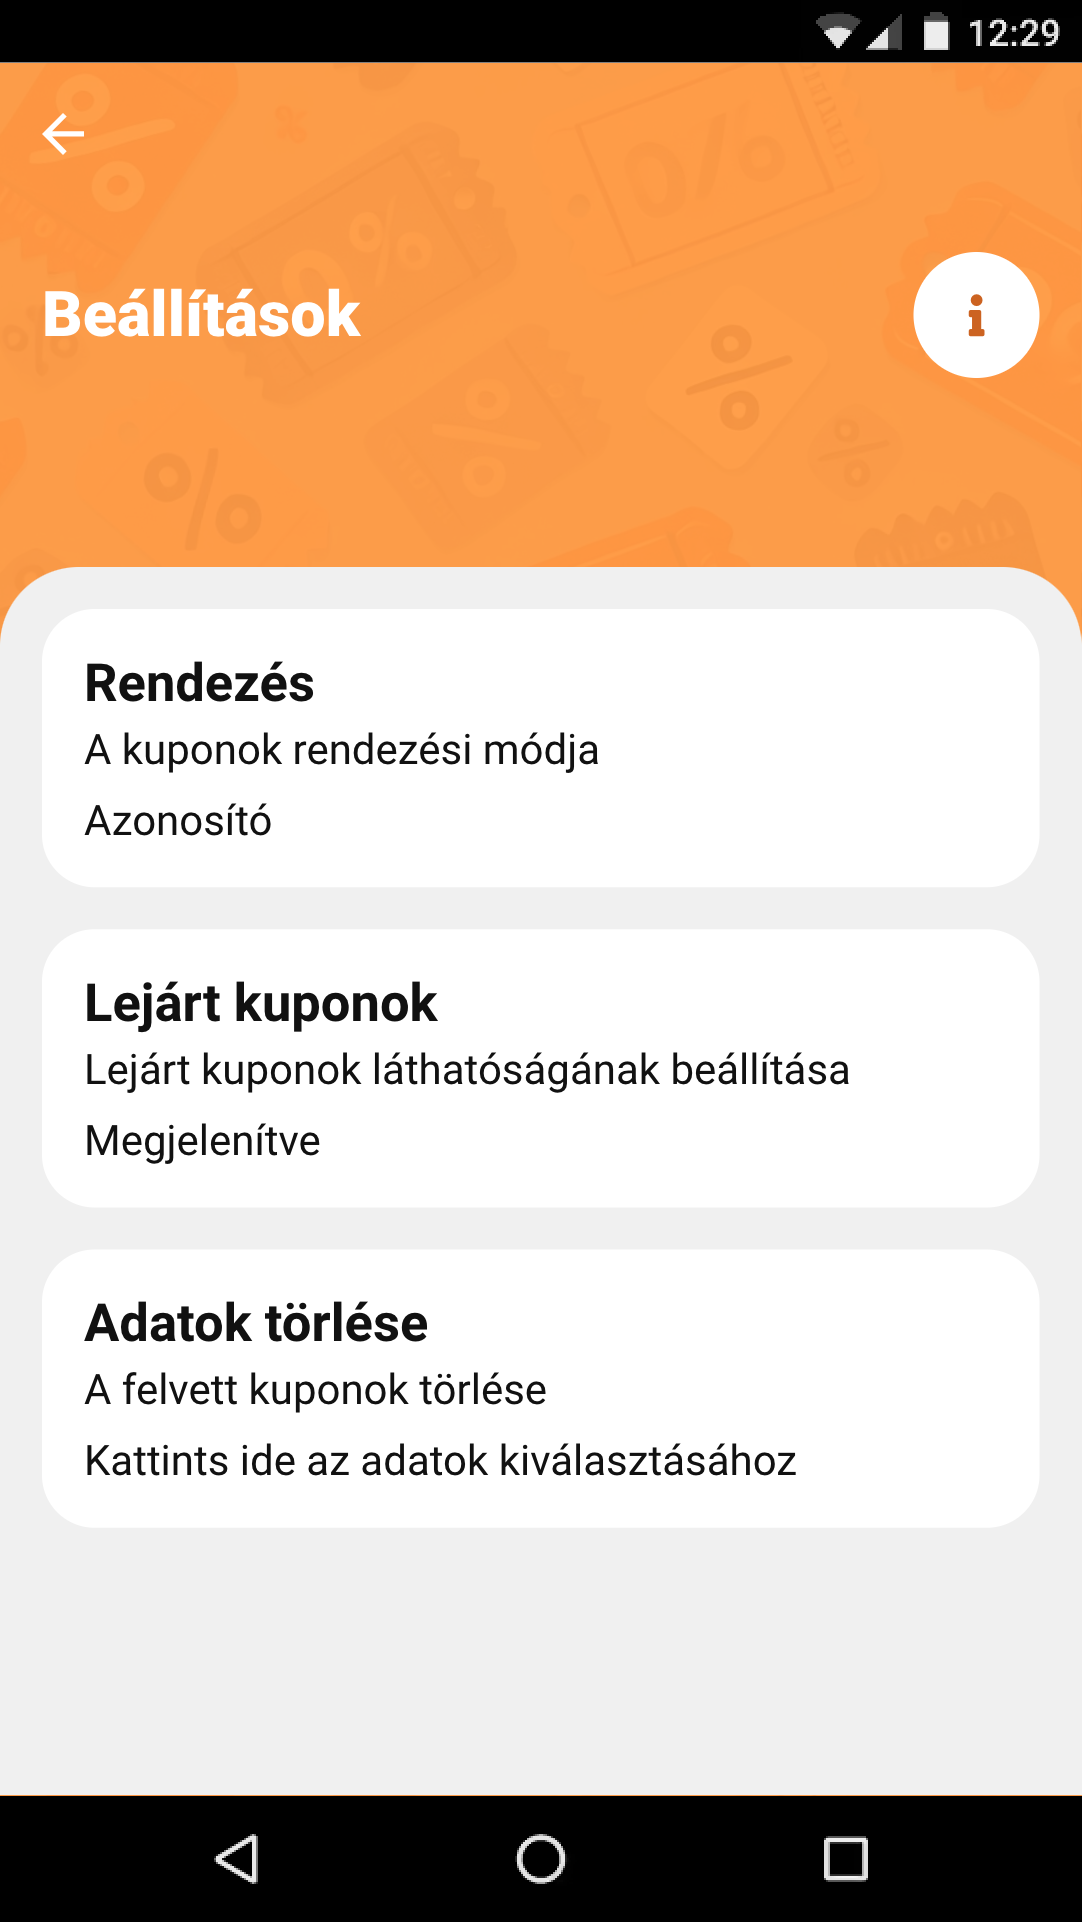 12:29
Beállítások
Rendezés
A kuponok rendezési módja
Azonosító
Lejárt kuponok
Lejárt kuponok láthatóságának beállítása
Megjelenítve
Adatok törlése
A felvett kuponok törlése
Kattints ide az adatok kiválasztásához